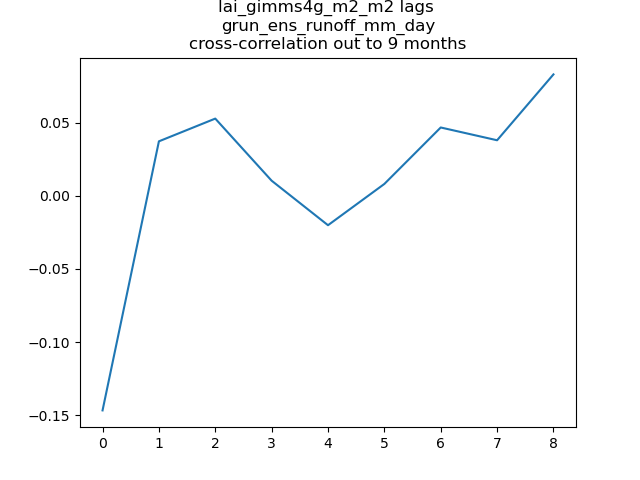 lai_gimms4g_m2_m2 lags
grun_ens_runoff_mm_day
cross-correlation out to 9 months
0.05
0.00
−0.05
−0.10
−0.15
0 1 2 3 4 5 6 7 8